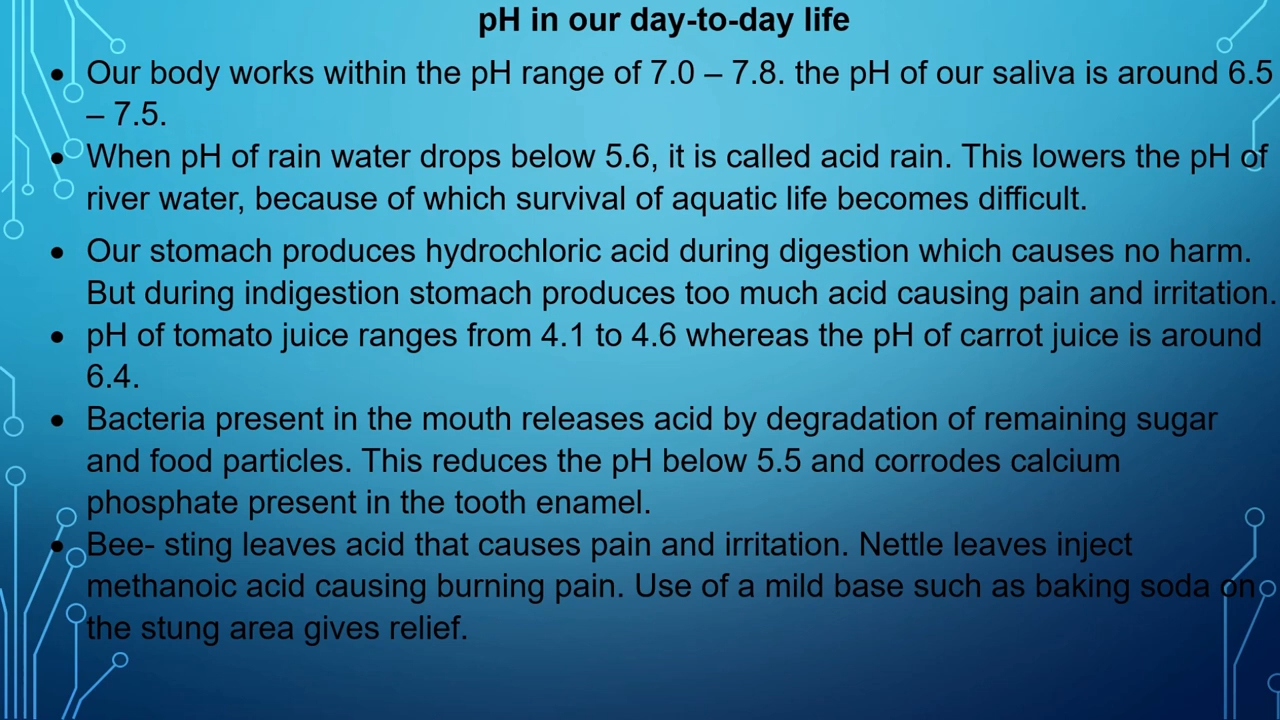 pH in our day-to-day life
• Our body works within the pH range of 7.0 – 7.8. the pH of our saliva is around 6.5
– 7.5.
• When pH of rain water drops below 5.6, it is called acid rain. This lowers the pH of
river water, because of which survival of aquatic life becomes difficult.
• Our stomach produces hydrochloric acid during digestion which causes no harm.
But during indigestion stomach produces too much acid causing pain and irritation.
• pH of tomato juice ranges from 4.1 to 4.6 whereas the pH of carrot juice is around
6.4.
• Bacteria present in the mouth releases acid by degradation of remaining sugar
and food particles. This reduces the pH below 5.5 and corrodes calcium
phosphate present in the tooth enamel.
• Bee- sting leaves acid that causes pain and irritation. Nettle leaves inject
methanoic acid causing burning pain. Use of a mild base such as baking soda on
the stung area gives relief.